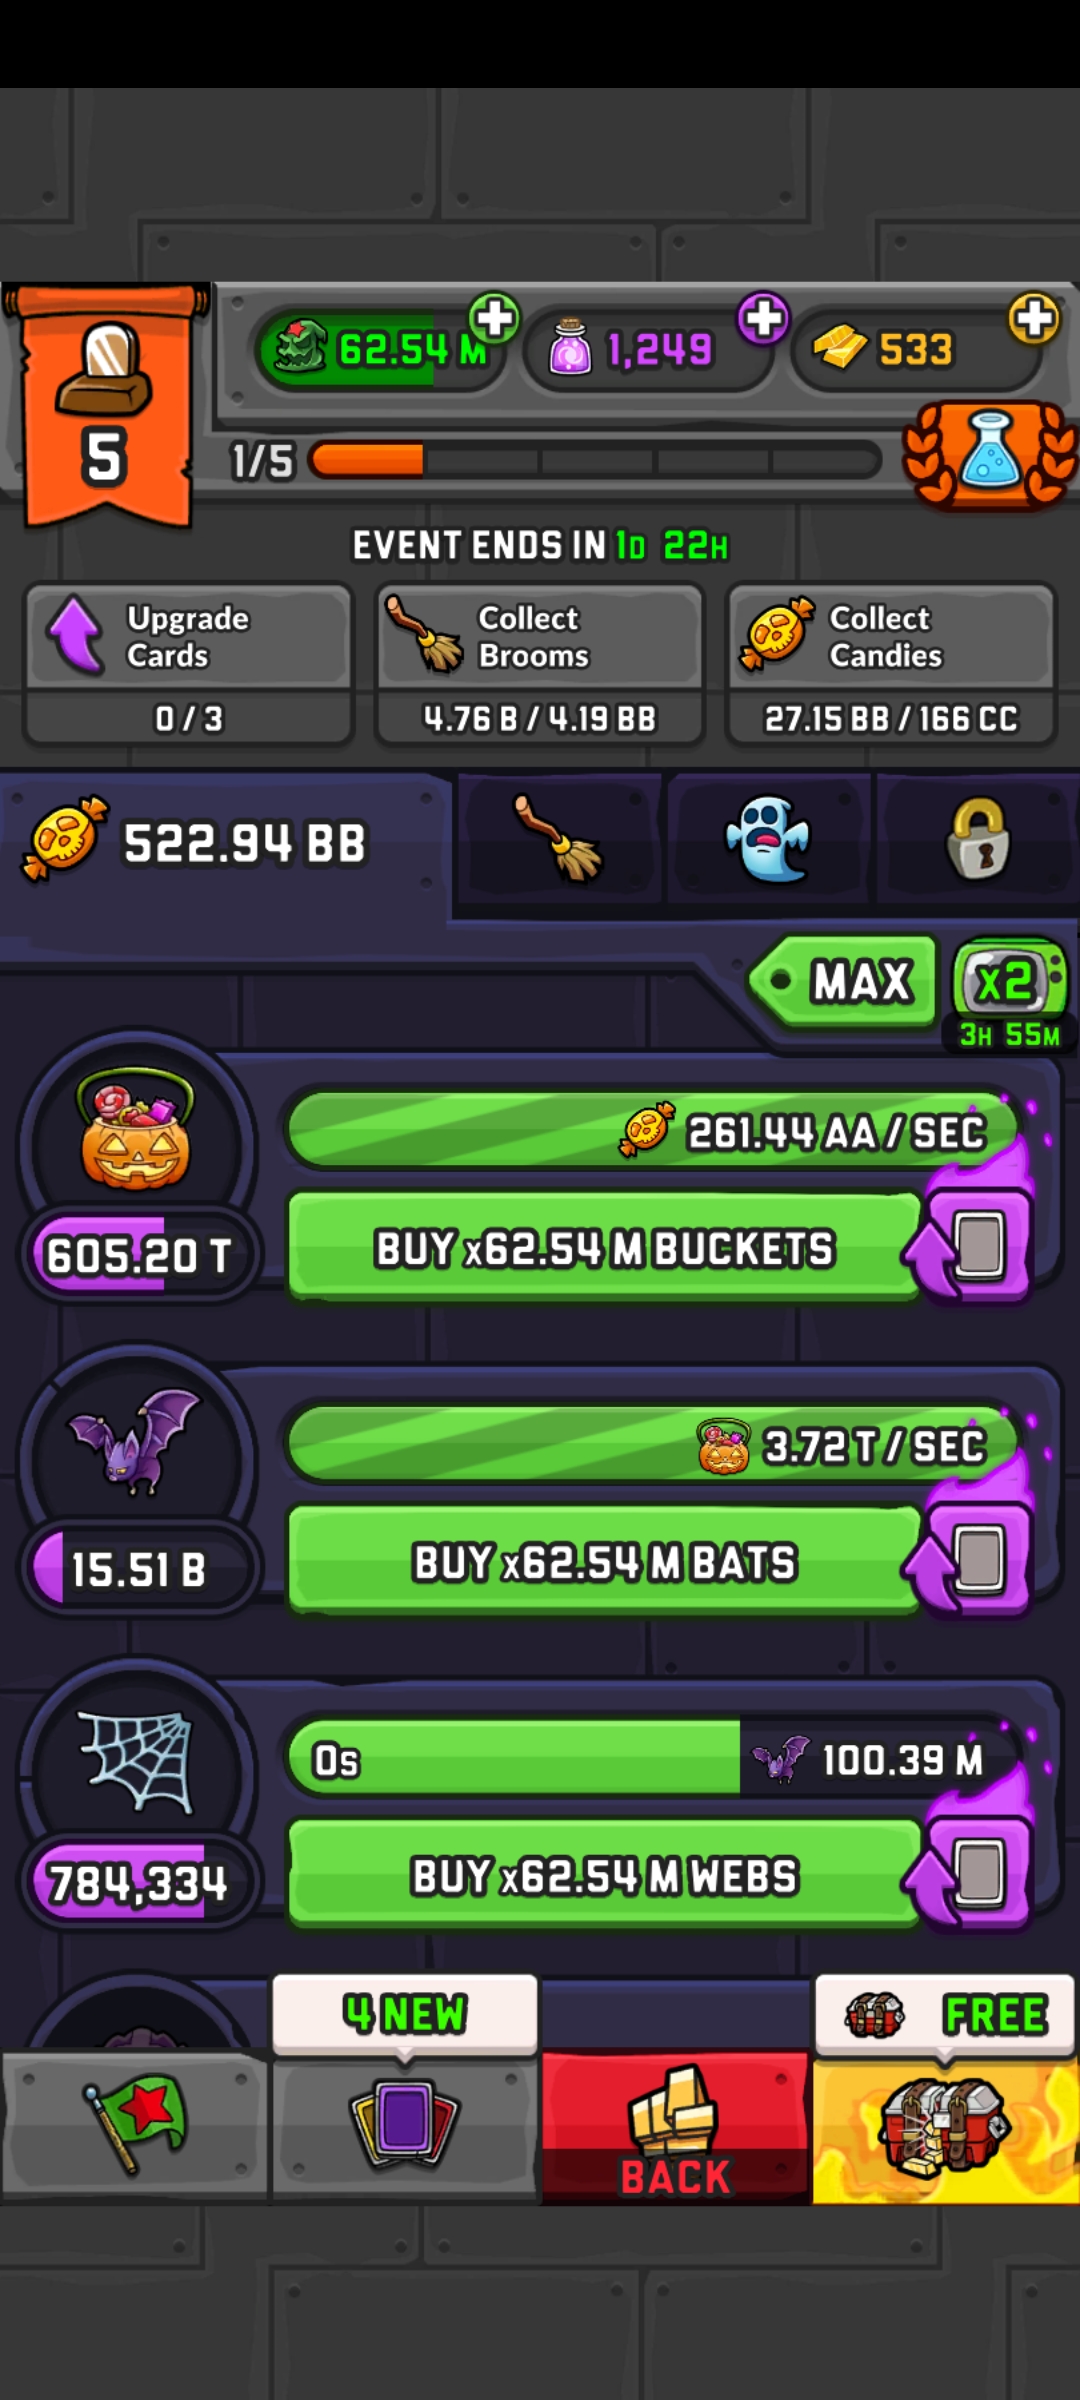 62.54 M
1,249
533
5
1/5
EVENT ENDS IN 1D 22H
Upgrade
Cards
0 / 3
Collect
Brooms
4.76 B / 4.19 BB
Collect
Candies
27.15 BB / 166 CC
522.94 BB
MAX
x2
3H 55M
261.44 AA / SEC
605.20 T
BUY x62.54 M BUCKETS
3.72 T / SEC
15.51 B
BUY x62.54 M BATS
0s
100.39 M
784,334
BUY x62.54 M WEBS
4 NEW
FREE
BACK